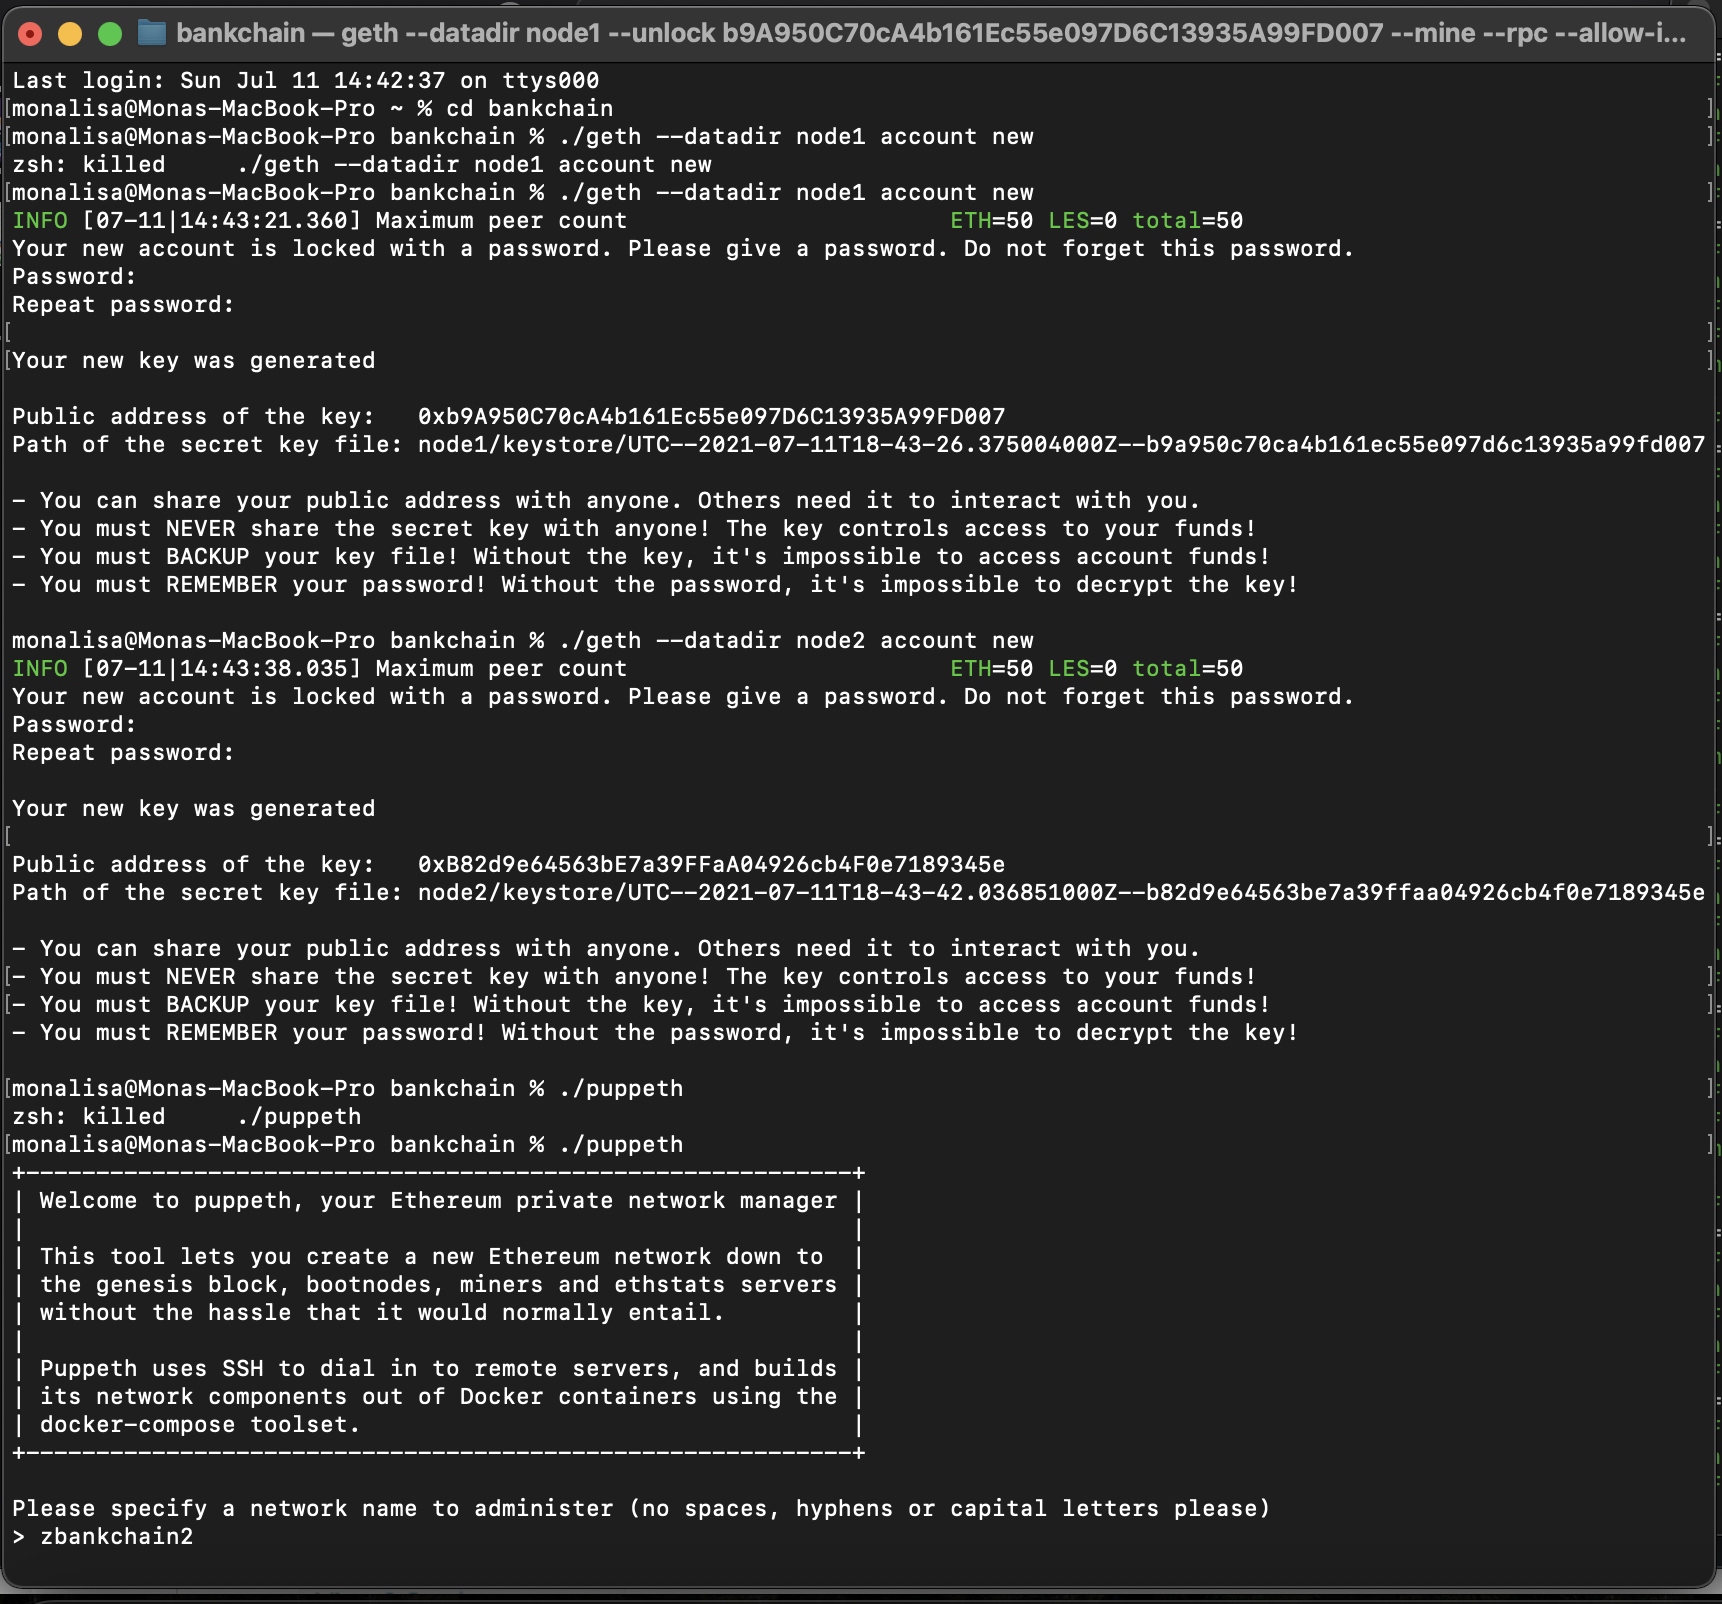 bankchain — geth --datadir node1 --unlock b9A950C70cA4b161Ec55e097D6C13935A99FD007 --mine --rpc --allow-i...
Last login: Sun Jul 11 14:42:37 on ttys000
[monalisa@Monas-MacBook-Pro ~ % cd bankchain ]
[monalisa@Monas-MacBook-Pro bankchain % ./geth --datadir node1 account new ]
zsh: killed     ./geth --datadir node1 account new
[monalisa@Monas-MacBook-Pro bankchain % ./geth --datadir node1 account new ]
INFO [07-11|14:43:21.360] Maximum peer count                       ETH=50 LES=0 total=50
Your new account is locked with a password. Please give a password. Do not forget this password.
Password:
Repeat password:
[ ]
[Your new key was generated ]
Public address of the key:   0xb9A950C70cA4b161Ec55e097D6C13935A99FD007
Path of the secret key file: node1/keystore/UTC--2021-07-11T18-43-26.375004000Z--b9a950c70ca4b161ec55e097d6c13935a99fd007
- You can share your public address with anyone. Others need it to interact with you.
- You must NEVER share the secret key with anyone! The key controls access to your funds!
- You must BACKUP your key file! Without the key, it's impossible to access account funds!
- You must REMEMBER your password! Without the password, it's impossible to decrypt the key!
monalisa@Monas-MacBook-Pro bankchain % ./geth --datadir node2 account new
INFO [07-11|14:43:38.035] Maximum peer count                       ETH=50 LES=0 total=50
Your new account is locked with a password. Please give a password. Do not forget this password.
Password:
Repeat password:
Your new key was generated
[ ]
Public address of the key:   0xB82d9e64563bE7a39FFaA04926cb4F0e7189345e
Path of the secret key file: node2/keystore/UTC--2021-07-11T18-43-42.036851000Z--b82d9e64563be7a39ffaa04926cb4f0e7189345e
- You can share your public address with anyone. Others need it to interact with you.
[- You must NEVER share the secret key with anyone! The key controls access to your funds! ]
[- You must BACKUP your key file! Without the key, it's impossible to access account funds! ]
- You must REMEMBER your password! Without the password, it's impossible to decrypt the key!
[monalisa@Monas-MacBook-Pro bankchain % ./puppeth ]
zsh: killed     ./puppeth
[monalisa@Monas-MacBook-Pro bankchain % ./puppeth ]
+-----------------------------------------------------------+
| Welcome to puppeth, your Ethereum private network manager |
|                                                           |
| This tool lets you create a new Ethereum network down to  |
| the genesis block, bootnodes, miners and ethstats servers |
| without the hassle that it would normally entail.         |
|                                                           |
| Puppeth uses SSH to dial in to remote servers, and builds |
| its network components out of Docker containers using the |
| docker-compose toolset.                                   |
+-----------------------------------------------------------+
Please specify a network name to administer (no spaces, hyphens or capital letters please)
> zbankchain2